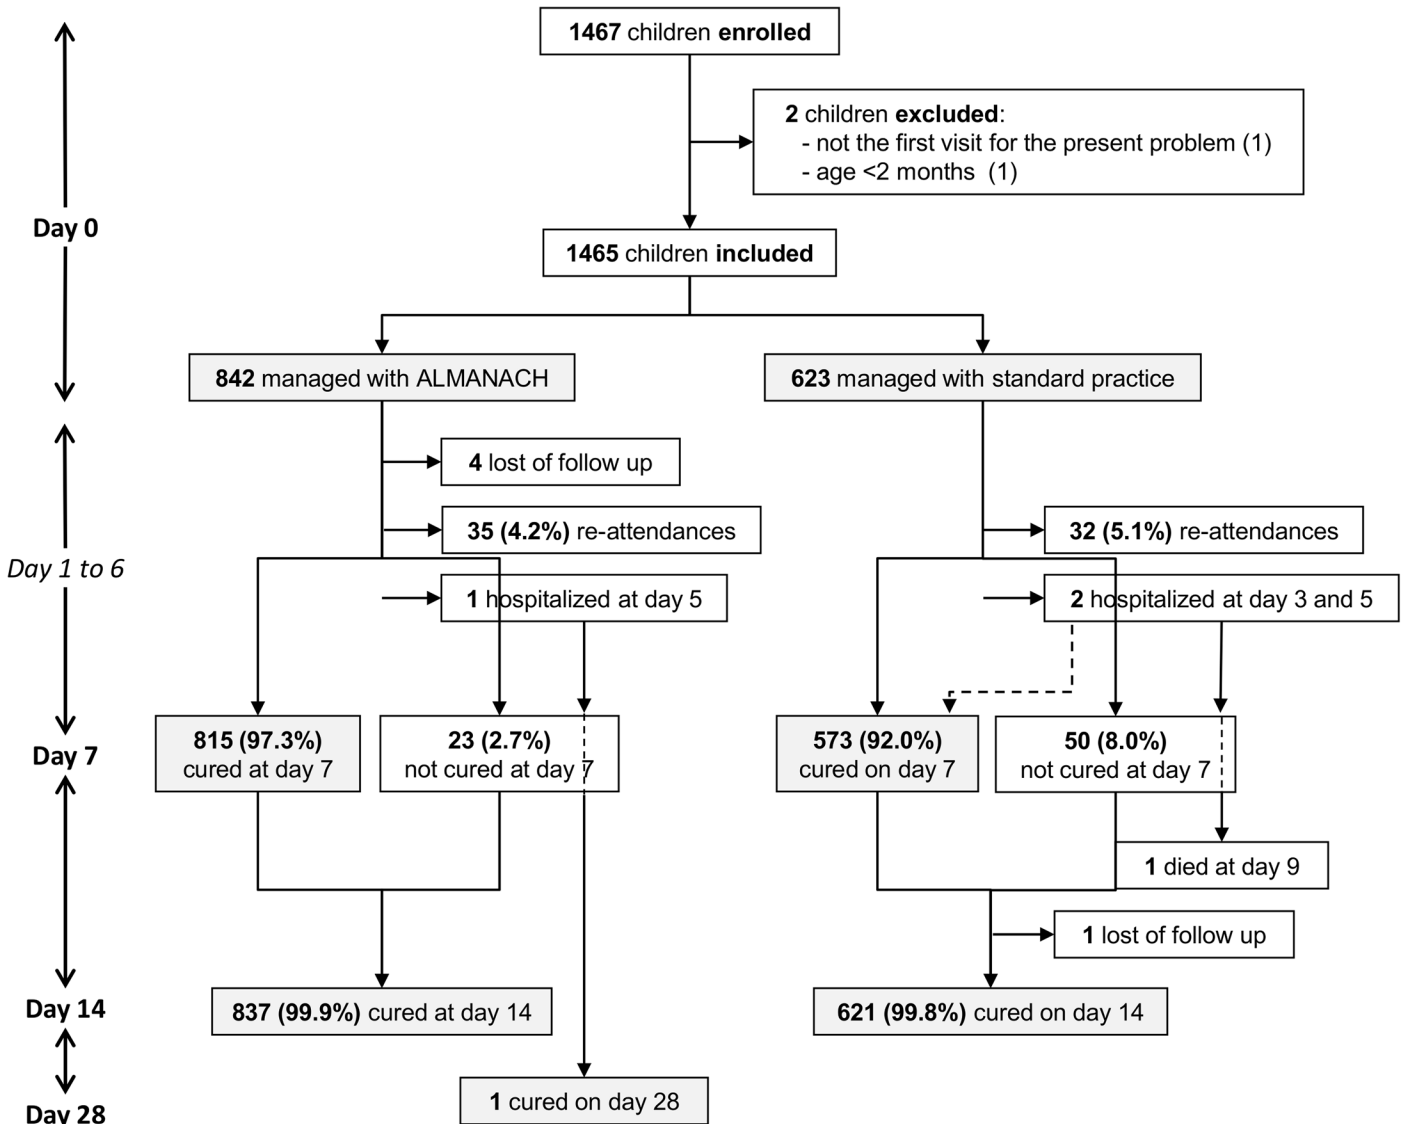 1467 children enrolled
2 children excluded:
- not the first visit for the present problem (1)
- age <2 months (1)
Day 0
1465 children included
842 managed with ALMANACH
623 managed with standard practice
4 lost of follow up
35 (4.2%) re-attendances
32 (5.1%) re-attendances
Day 1 to 6
1 hospitalized at day 5
2 hospitalized at day 3 and 5
Day 7
815 (97.3%)
cured at day 7
23 (2.7%)
not cured at day 7
573 (92.0%)
cured on day 7
50 (8.0%)
not cured at day 7
1 died at day 9
1 lost of follow up
Day 14
837 (99.9%) cured at day 14
621 (99.8%) cured on day 14
Day 28
1 cured on day 28